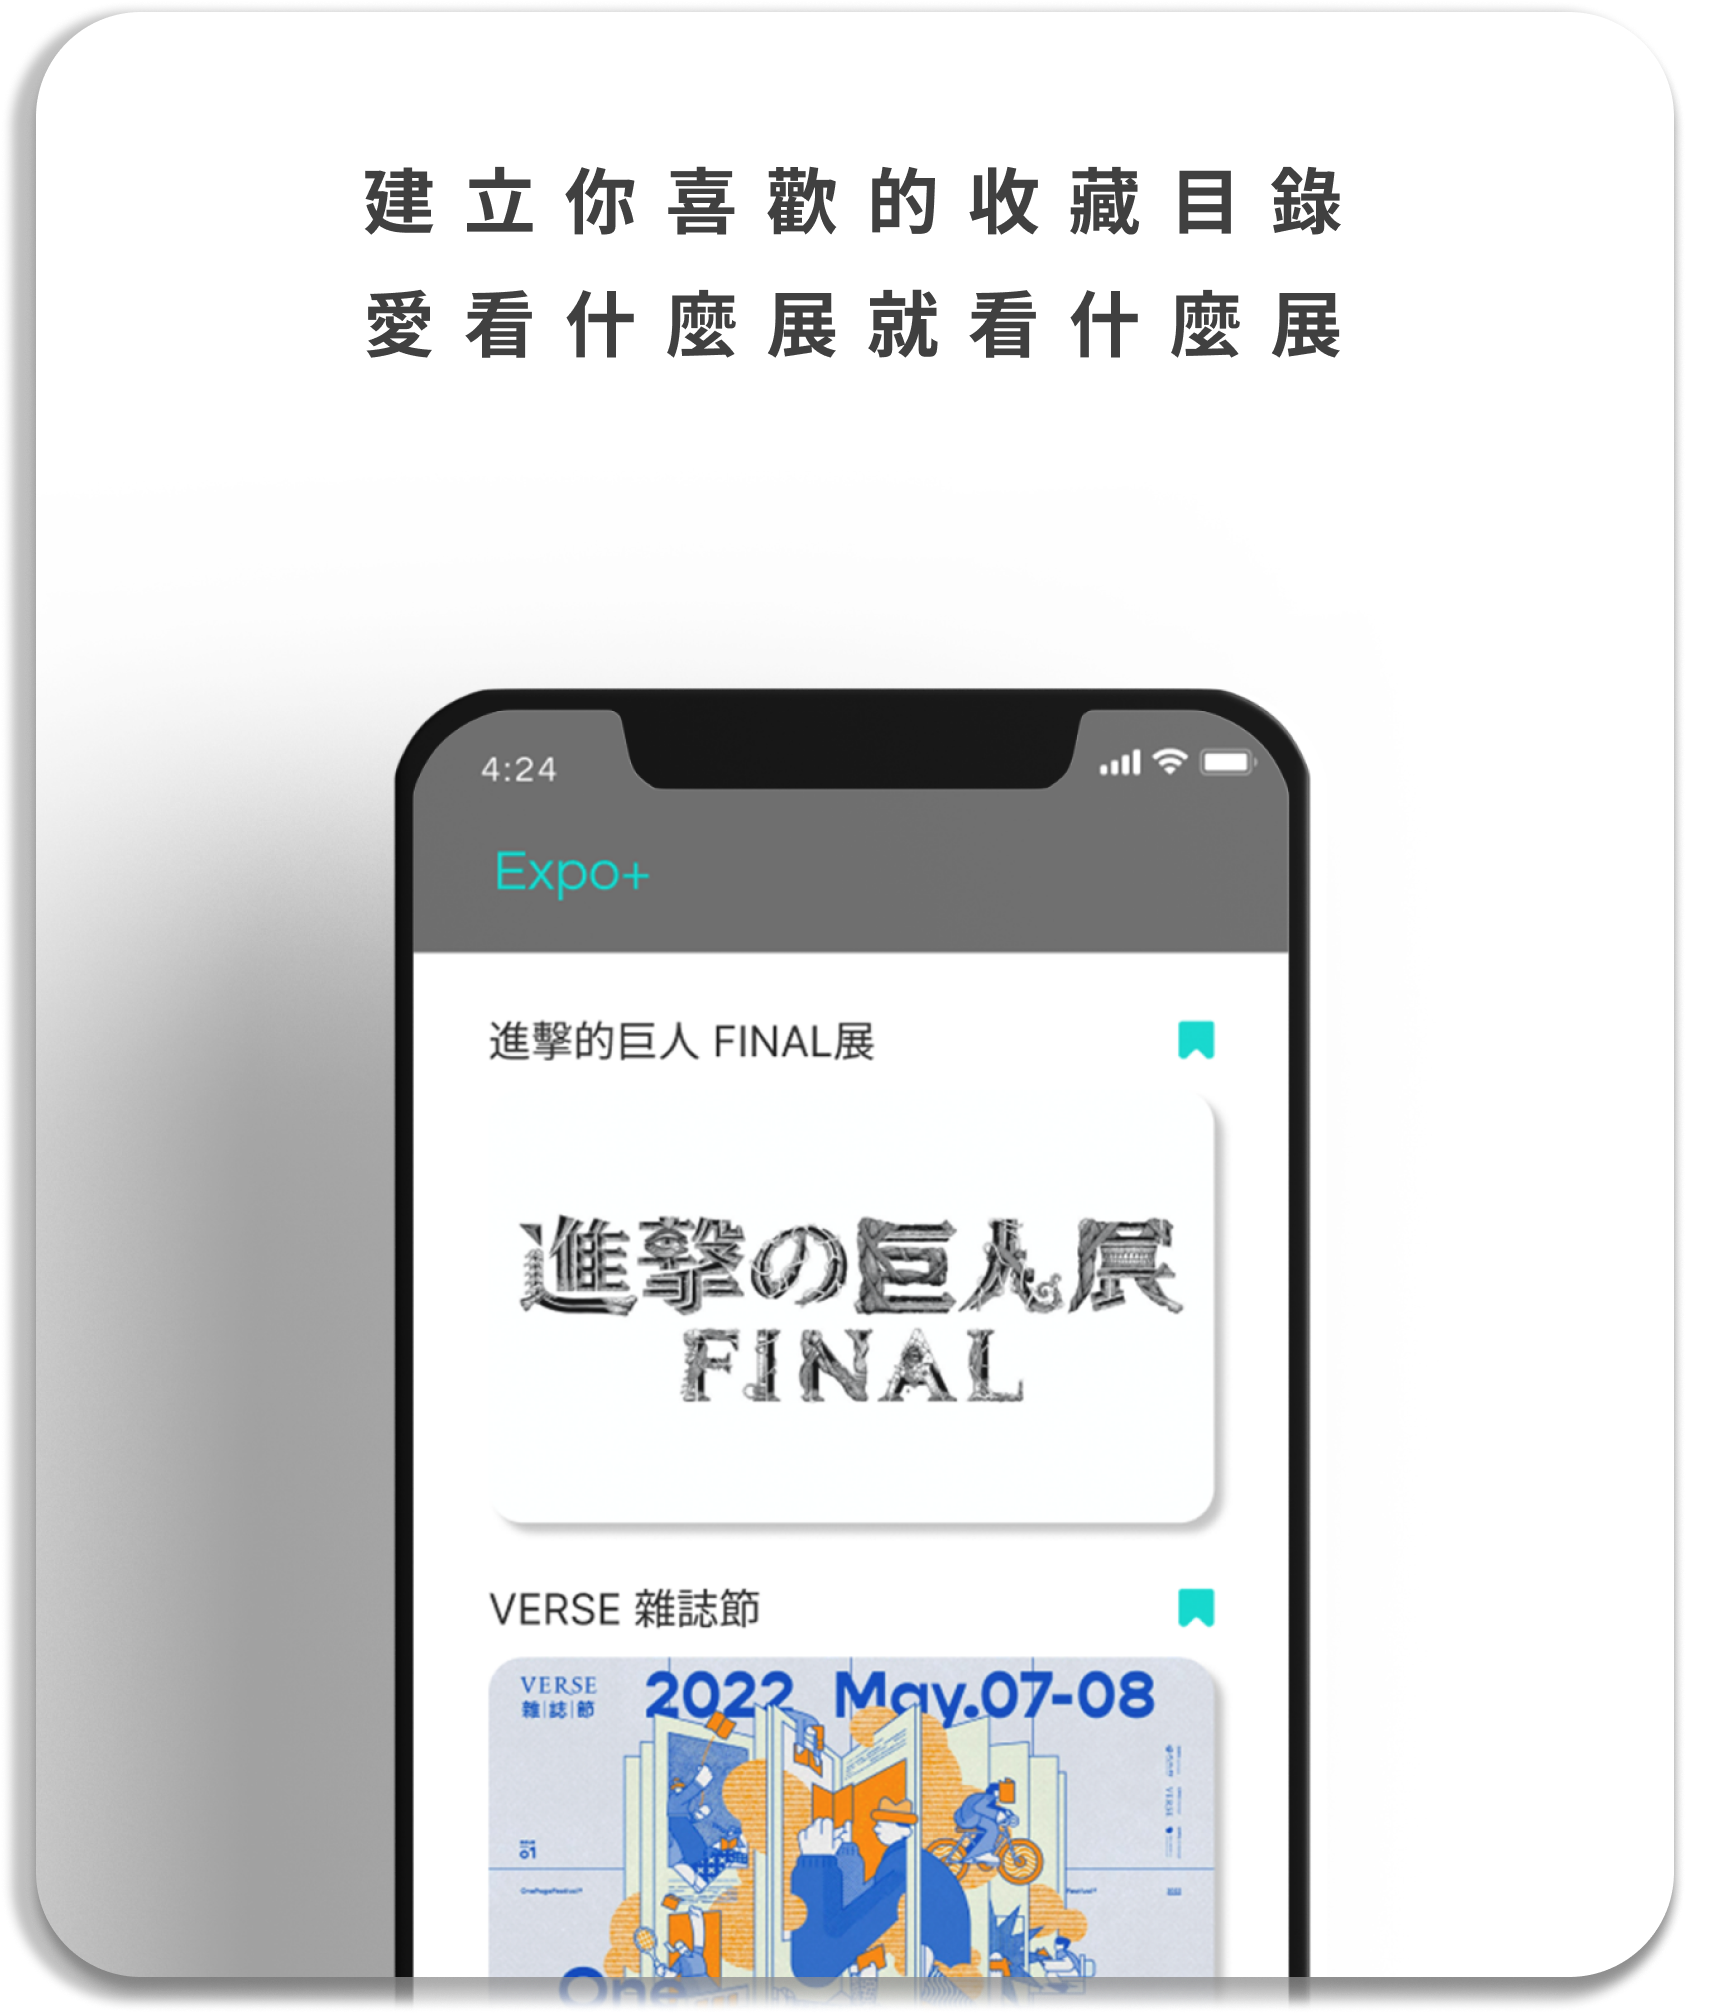 建立你喜歡的收藏目錄
愛看什麼展就看什麼展
4:24
Expo+
進擊的巨人 FINAL展
進撃の巨人展
FINAL
VERSE 雜誌節
VERSE
雜|誌|節
2022 May.07-08
01
OnePageFestival
One